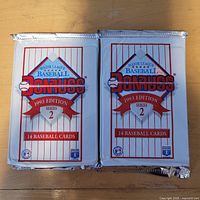 MAJOR LEAGUE
BASEBALL
DONRUSS
1993 EDITION
SERIES
2
14 BASEBALL CARDS
MAJOR LEAGUE
BASEBALL
DONRUSS
1993 EDITION
SERIES
2
14 BASEBALL CARDS